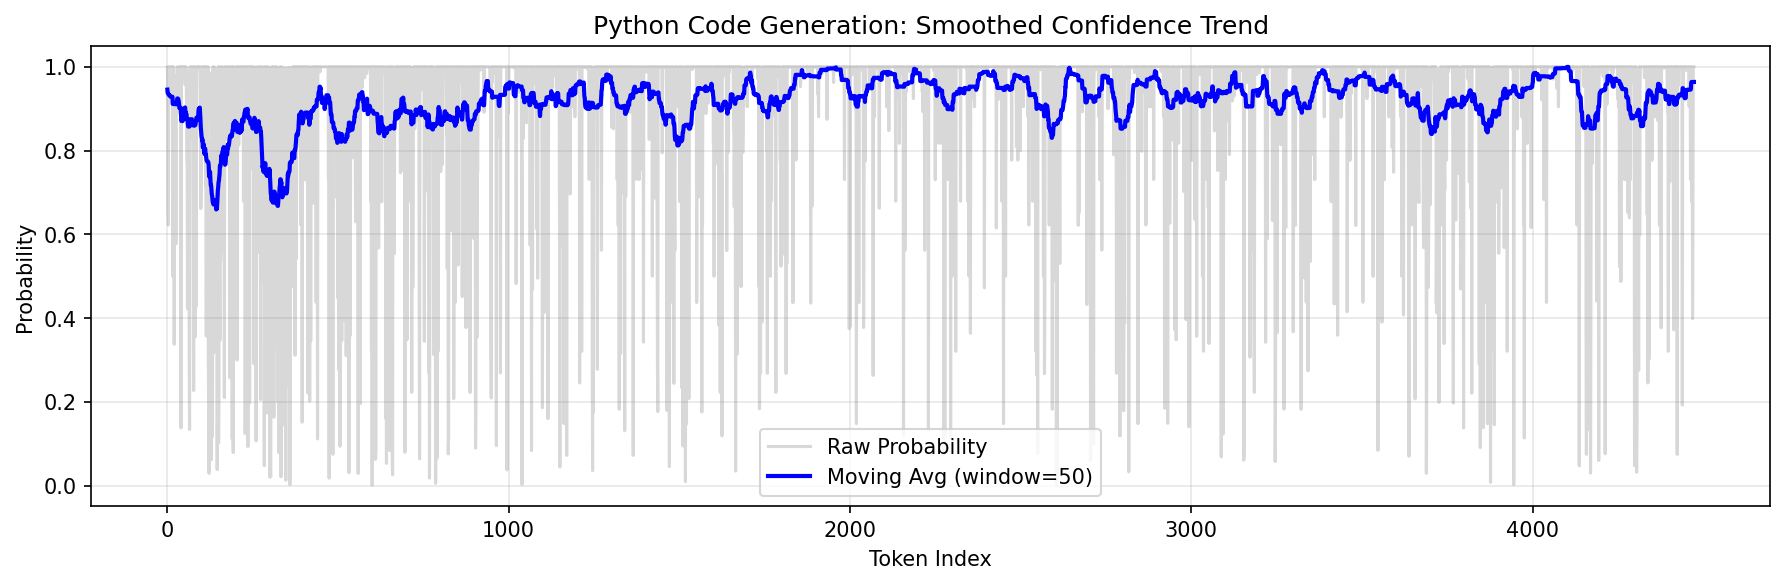 Python Code Generation: Smoothed Confidence Trend
Probability
1.0
0.8
0.6
0.4
0.2
0.0
Raw Probability
Moving Avg (window=50)
0 1000 2000 3000 4000
Token Index